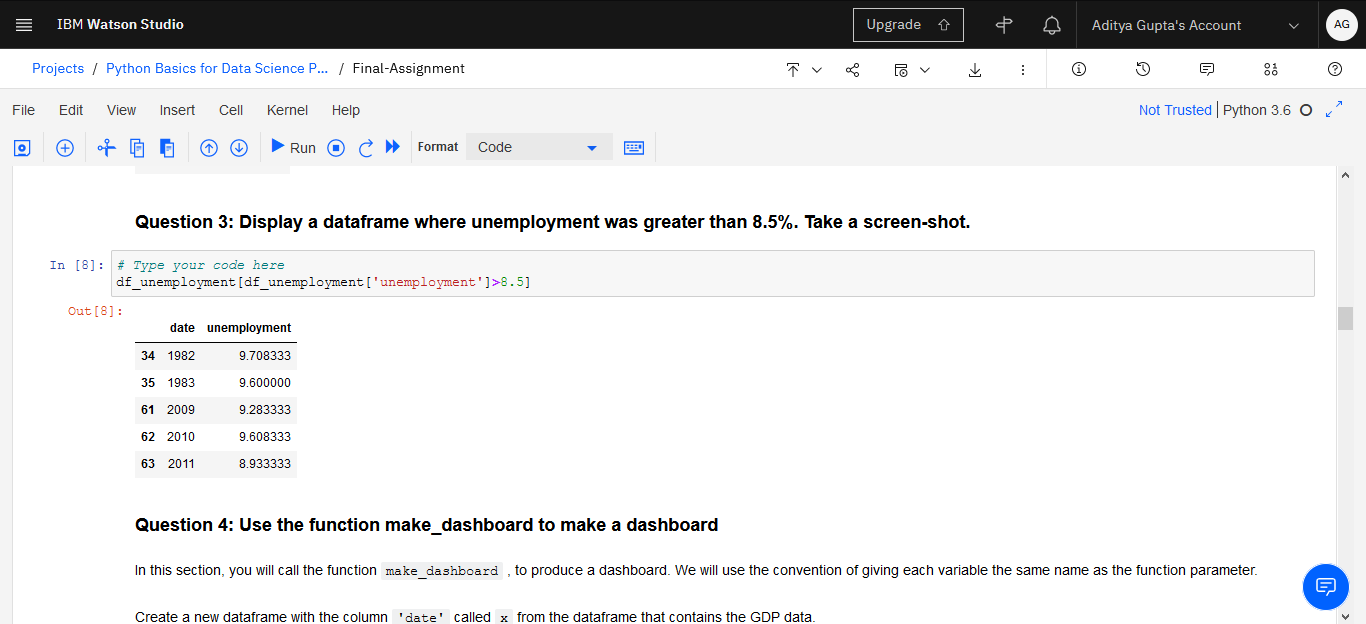 IBM Watson Studio
Upgrade
Aditya Gupta's Account
AG
Projects / Python Basics for Data Science P... / Final-Assignment
File Edit View Insert Cell Kernel Help
Not Trusted | Python 3.6
Run
Format
Code
Question 3: Display a dataframe where unemployment was greater than 8.5%. Take a screen-shot.
In [8]:
# Type your code here
df_unemployment[df_unemployment['unemployment']>8.5]
Out[8]:
date unemployment
34 1982 9.708333
35 1983 9.600000
61 2009 9.283333
62 2010 9.608333
63 2011 8.933333
Question 4: Use the function make_dashboard to make a dashboard
In this section, you will call the function make_dashboard , to produce a dashboard. We will use the convention of giving each variable the same name as the function parameter.
Create a new dataframe with the column 'date' called x from the dataframe that contains the GDP data.